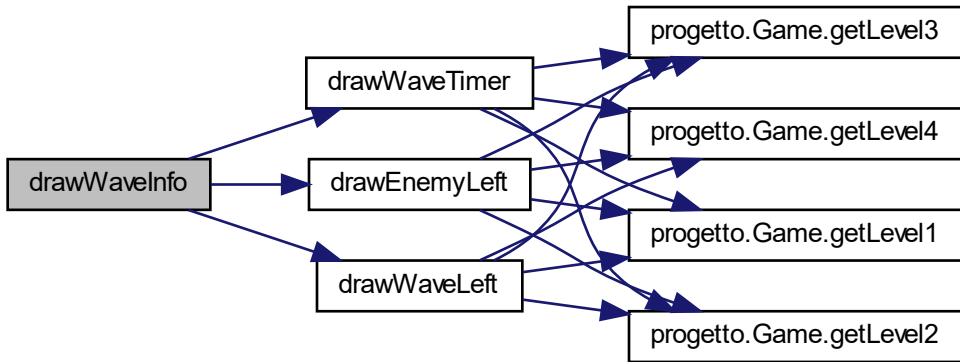 drawWaveInfo
drawWaveTimer
drawEnemyLeft
drawWaveLeft
progetto.Game.getLevel3
progetto.Game.getLevel4
progetto.Game.getLevel1
progetto.Game.getLevel2